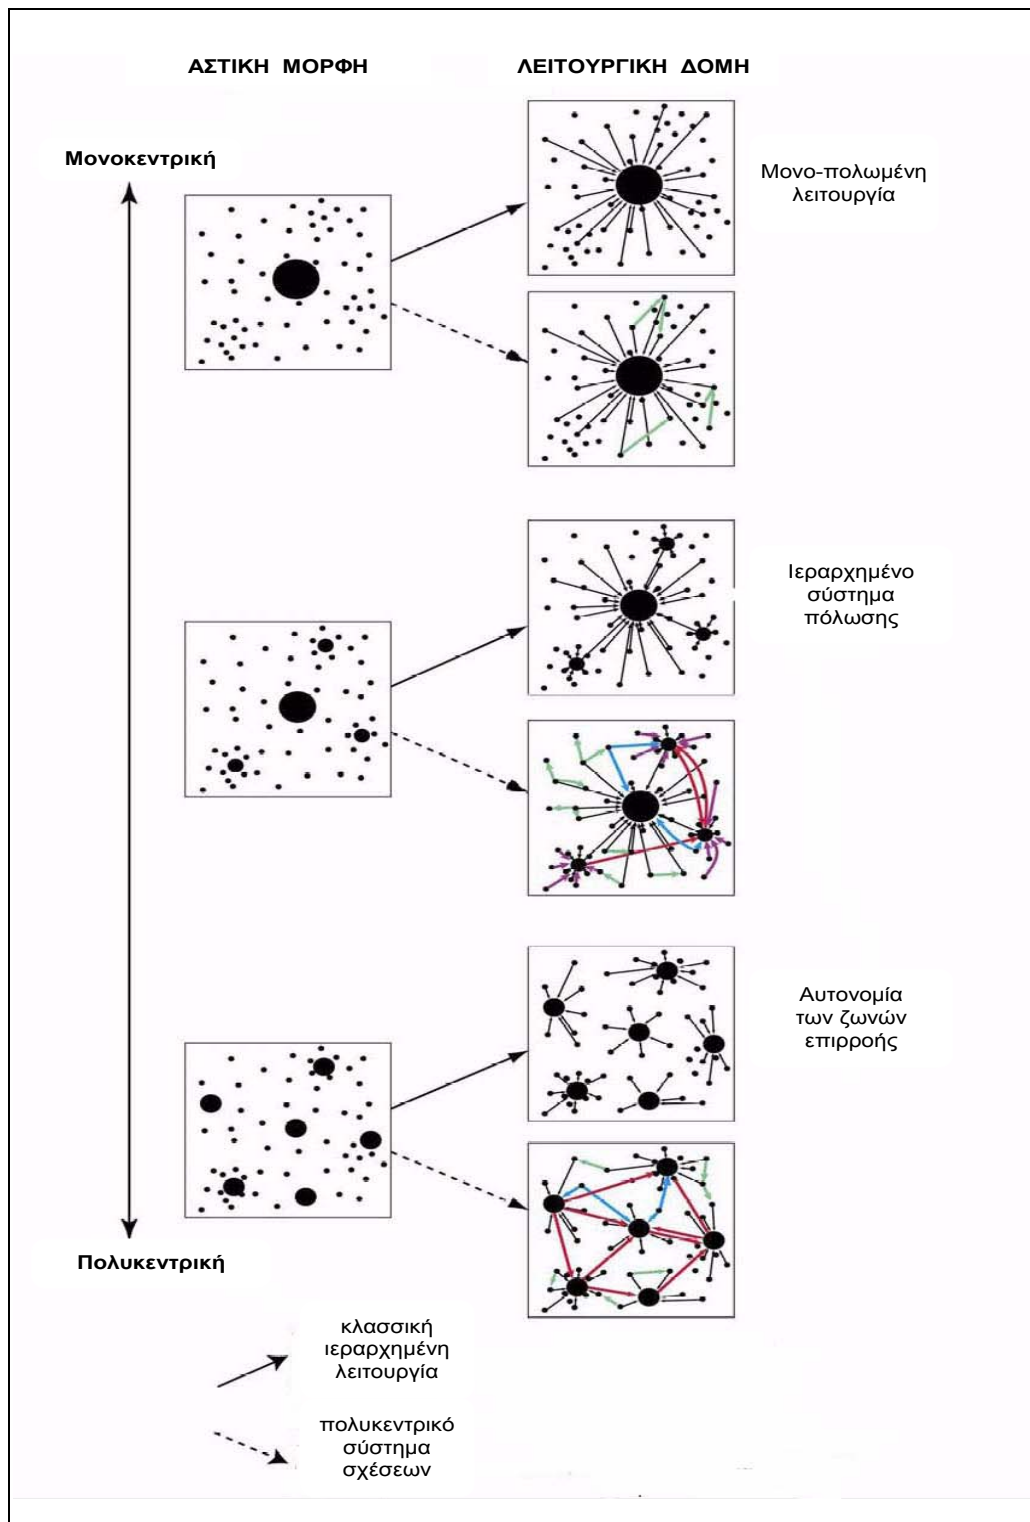 ΑΣΤΙΚΗ ΜΟΡΦΗ
ΛΕΙΤΟΥΡΓΙΚΗ ΔΟΜΗ
Μονοκεντρική
Μονο-πολωμένη
λειτουργία
Ιεραρχημένο
σύστημα
πόλωσης
Αυτονομία
των ζωνών
επιρροής
Πολυκεντρική
κλασσική
ιεραρχημένη
λειτουργία
πολυκεντρικό
σύστημα
σχέσεων